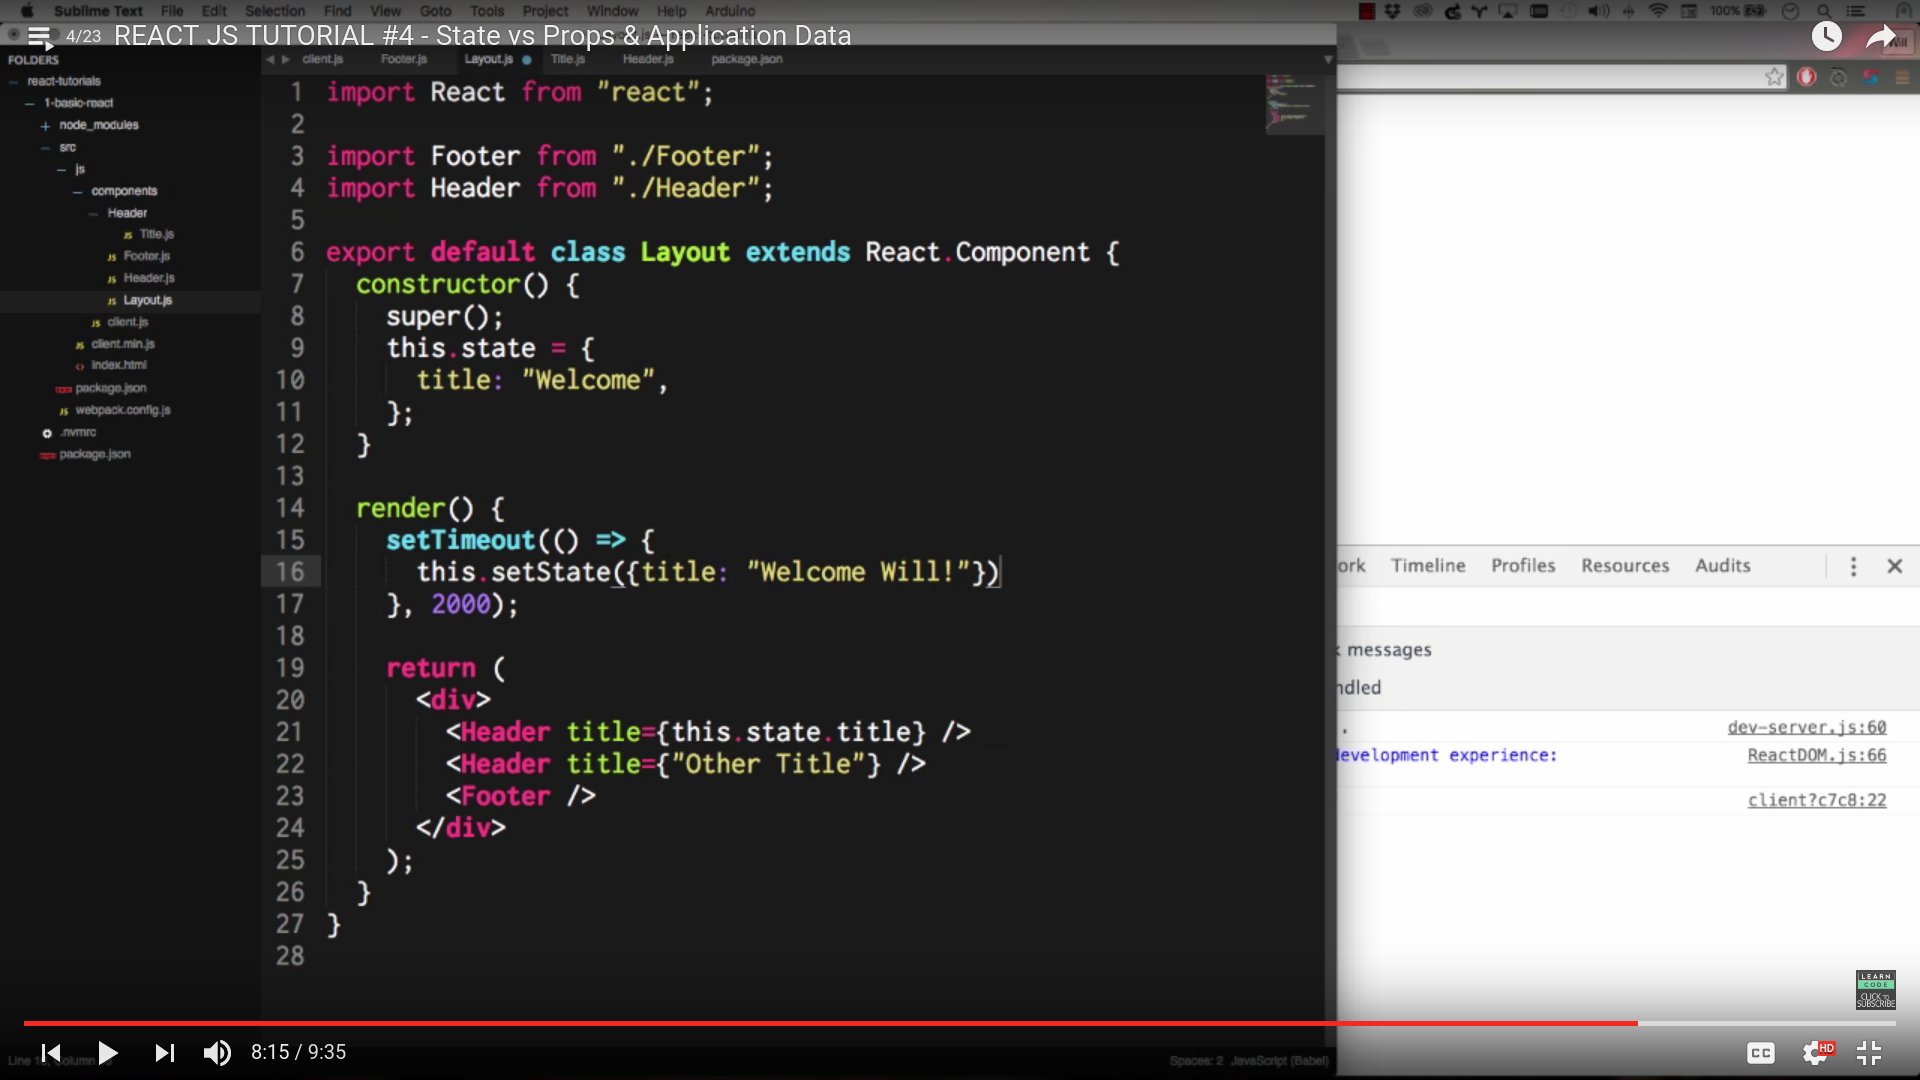 Sublime Text File Edit Selection Find View Goto Tools Project Window Help Arduino 100%
4/23 REACT JS TUTORIAL #4 - State vs Props & Application Data
Will
FOLDERS
react-tutorials
1-basic-react
node_modules
src
js
components
Header
Title.js
Footer.js
Header.js
Layout.js
client.js
client.min.js
index.html
package.json
webpack.config.js
.nvmrc
package.json
client.js Footer.js Layout.js Title.js Header.js package.json
1 import React from "react";
2
3 import Footer from "./Footer";
4 import Header from "./Header";
5
6 export default class Layout extends React.Component {
7 constructor() {
8 super();
9 this.state = {
10 title: "Welcome",
11 };
12 }
13
14 render() {
15 setTimeout(() => {
16 this.setState({title: "Welcome Will!"})
17 }, 2000);
18
19 return (
20 <div>
21 <Header title={this.state.title} />
22 <Header title={"Other Title"} />
23 <Footer />
24 </div>
25 );
26 }
27 }
28
ork Timeline Profiles Resources Audits
k messages
ndled
. dev-server.js:60
development experience: ReactDOM.js:66
client?c7c8:22
LEARN
CODE
CLICK TO
SUBSCRIBE
8:15 / 9:35
CC HD
Spaces: 2 JavaScript (Babel)